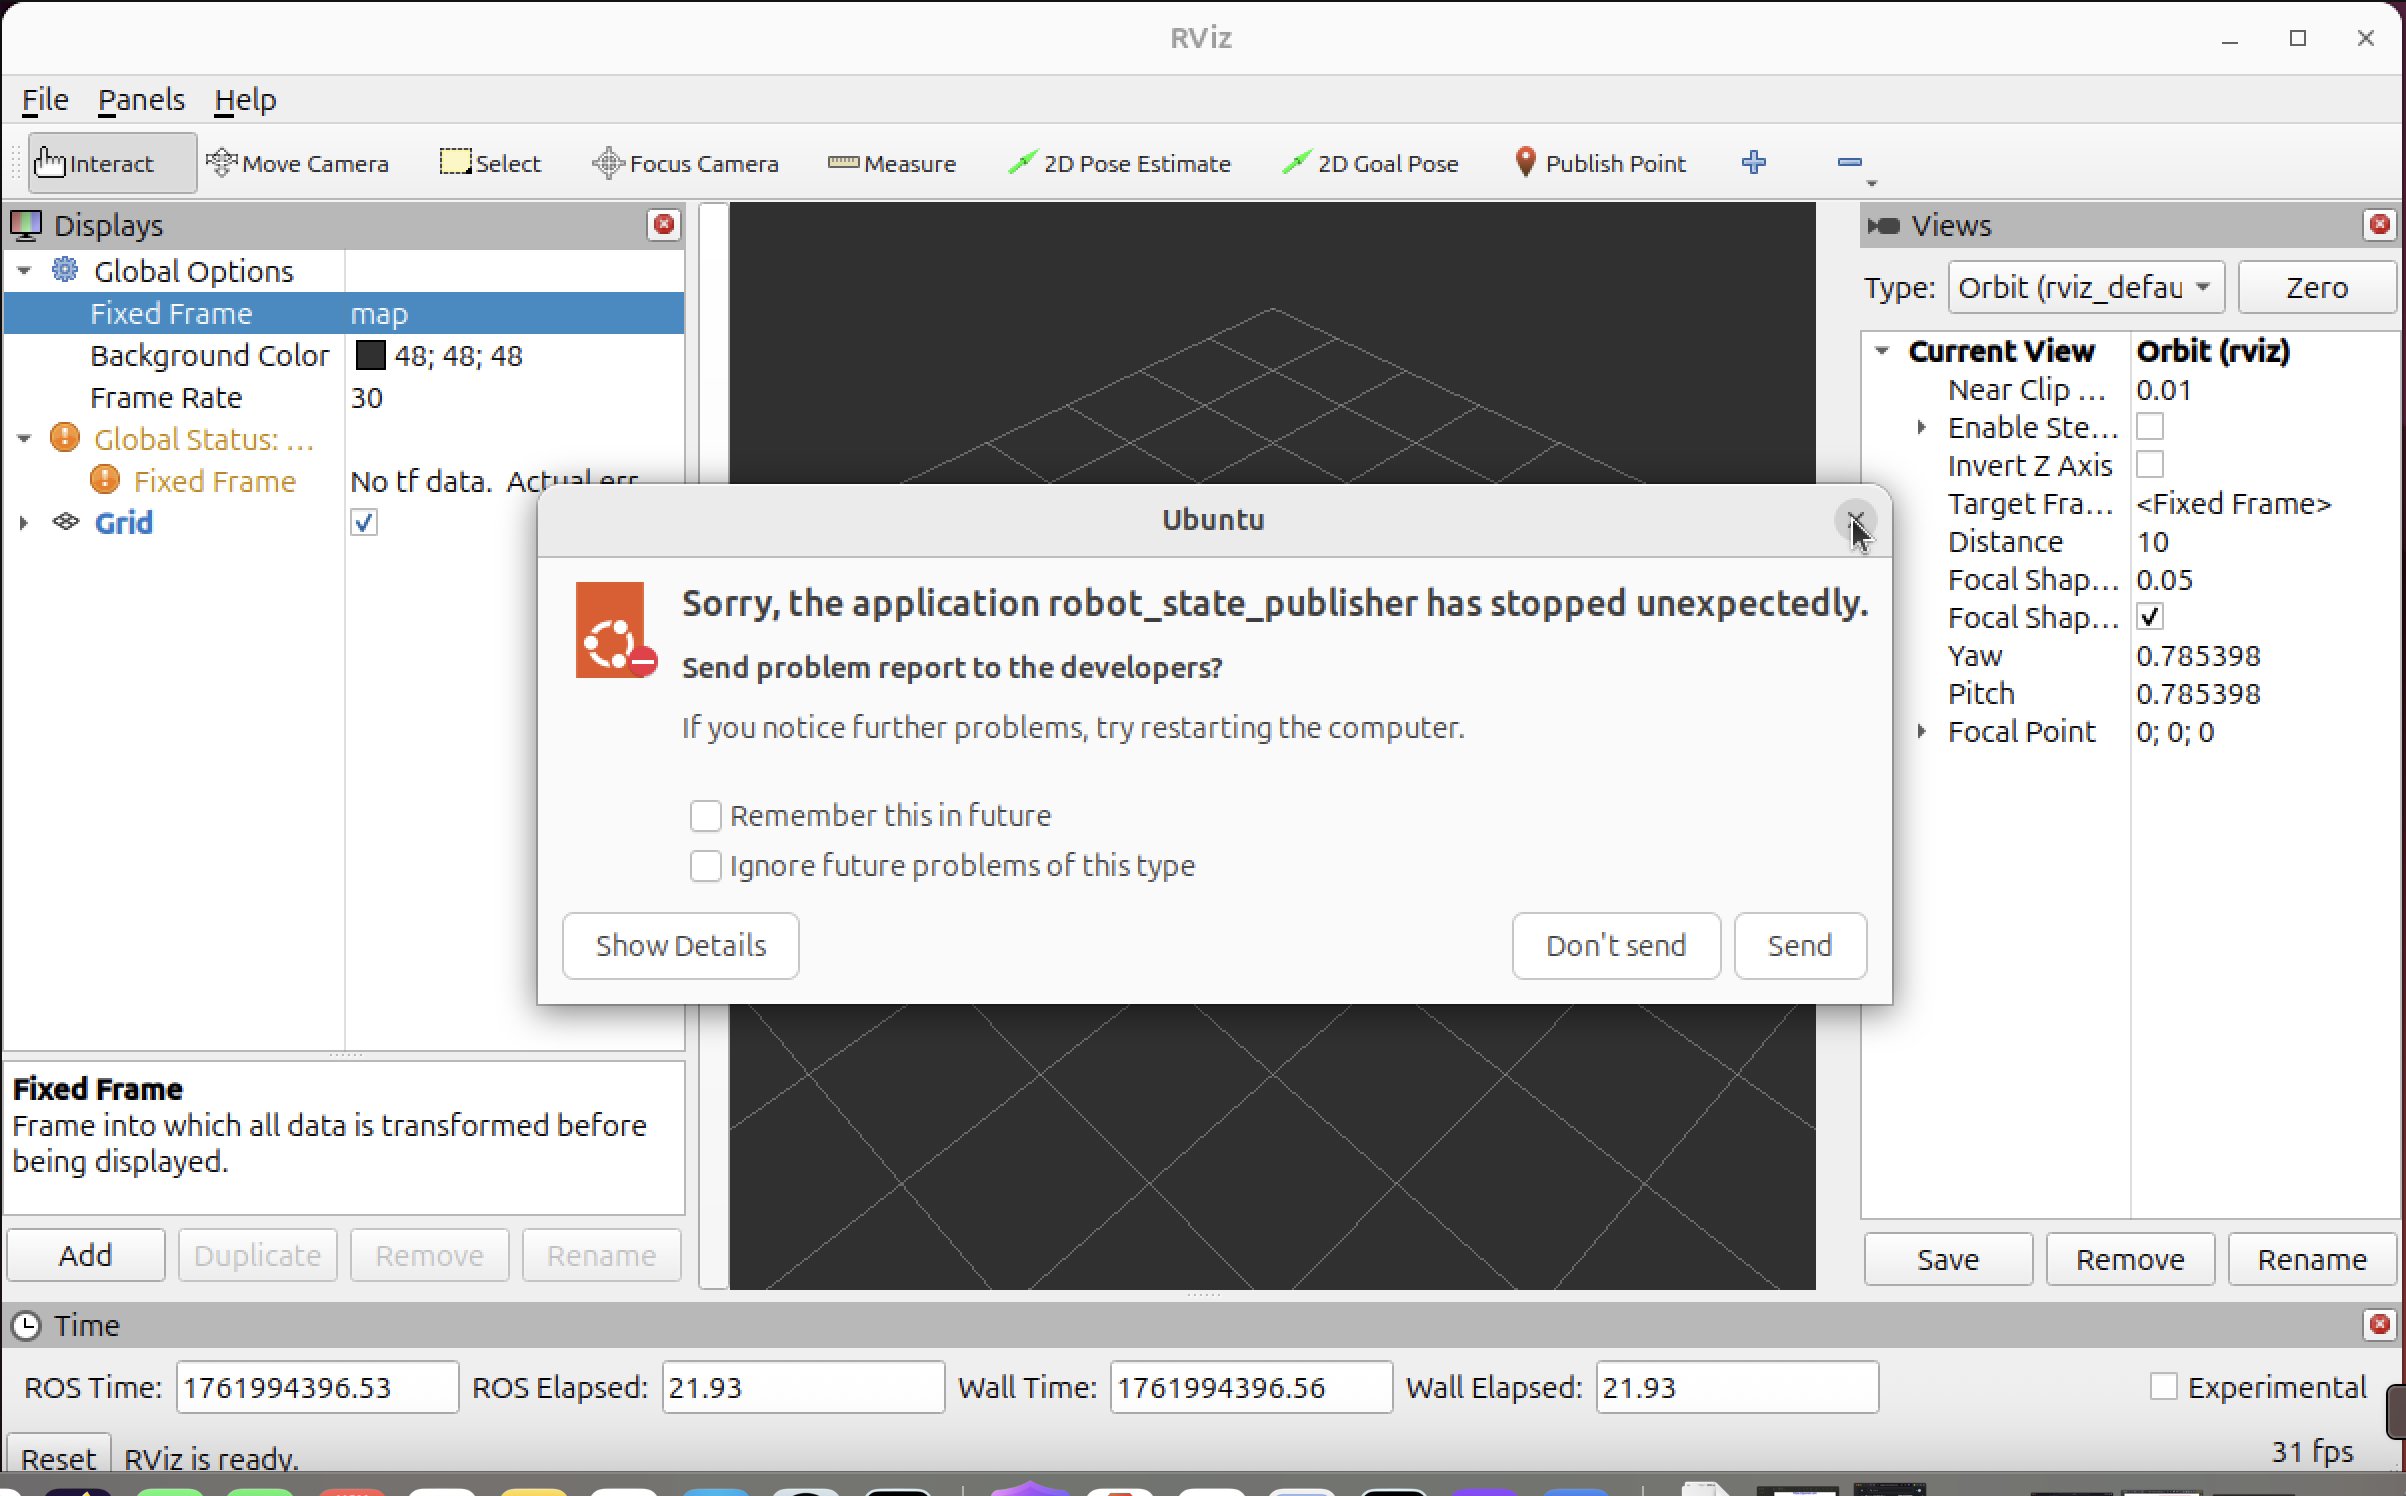 RViz
File Panels Help
Interact Move Camera Select Focus Camera Measure 2D Pose Estimate 2D Goal Pose Publish Point
Displays
Global Options
Fixed Frame map
Background Color 48; 48; 48
Frame Rate 30
Global Status: ...
Fixed Frame No tf data. Actual err
Grid
Fixed Frame
Frame into which all data is transformed before
being displayed.
Add Duplicate Remove Rename
Ubuntu
Sorry, the application robot_state_publisher has stopped unexpectedly.
Send problem report to the developers?
If you notice further problems, try restarting the computer.
Remember this in future
Ignore future problems of this type
Show Details Don't send Send
Views
Type: Orbit (rviz_defau Zero
Current View Orbit (rviz)
Near Clip ... 0.01
Enable Ste...
Invert Z Axis
Target Fra... <Fixed Frame>
Distance 10
Focal Shap... 0.05
Focal Shap...
Yaw 0.785398
Pitch 0.785398
Focal Point 0; 0; 0
Save Remove Rename
Time
ROS Time: 1761994396.53 ROS Elapsed: 21.93 Wall Time: 1761994396.56 Wall Elapsed: 21.93 Experimental
Reset RViz is ready. 31 fps